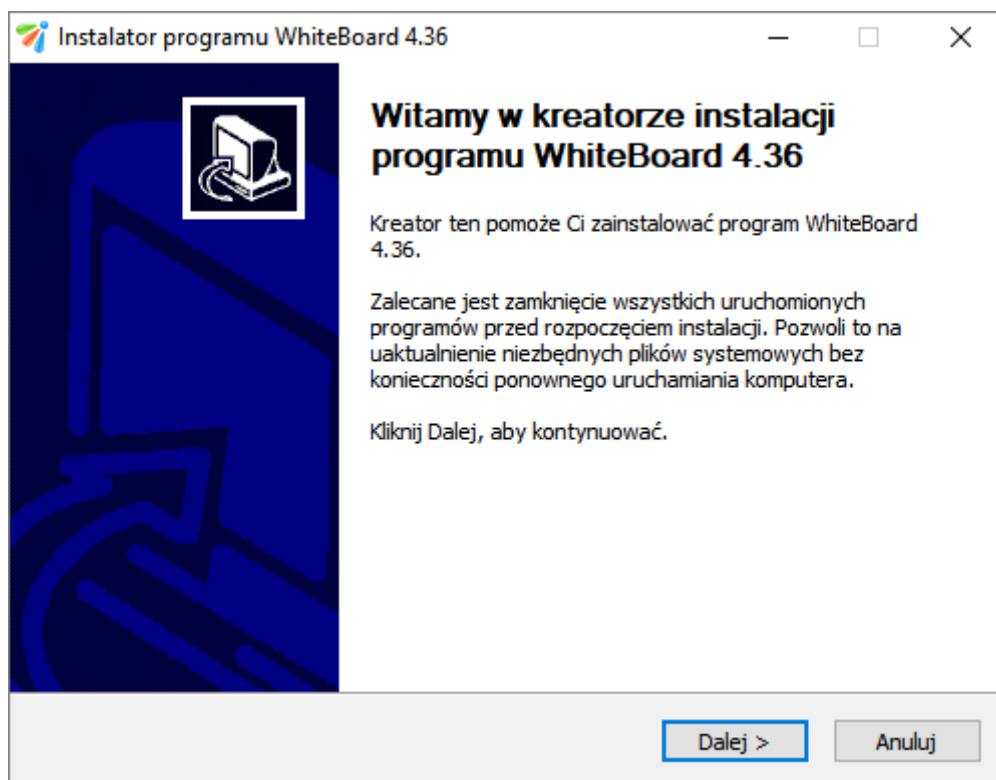 Instalator programu WhiteBoard 4.36
Witamy w kreatorze instalacji
programu WhiteBoard 4.36
Kreator ten pomoże Ci zainstalować program WhiteBoard
4.36.
Zalecane jest zamknięcie wszystkich uruchomionych
programów przed rozpoczęciem instalacji. Pozwoli to na
uaktualnienie niezbędnych plików systemowych bez
konieczności ponownego uruchamiania komputera.
Kliknij Dalej, aby kontynuować.
Dalej >
Anuluj